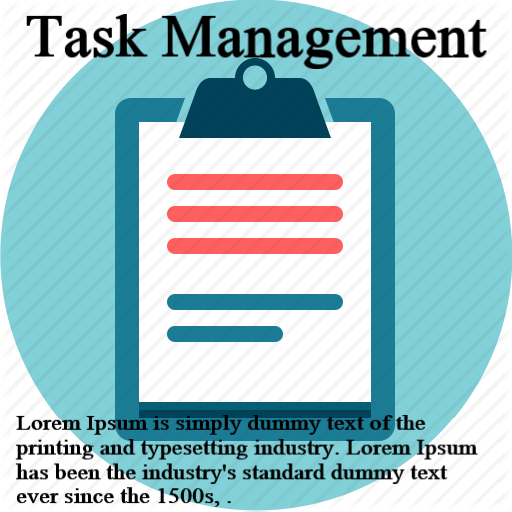 Task Management
Lorem Ipsum is simply dummy text of the
printing and typesetting industry. Lorem Ipsum
has been the industry's standard dummy text
ever since the 1500s, .